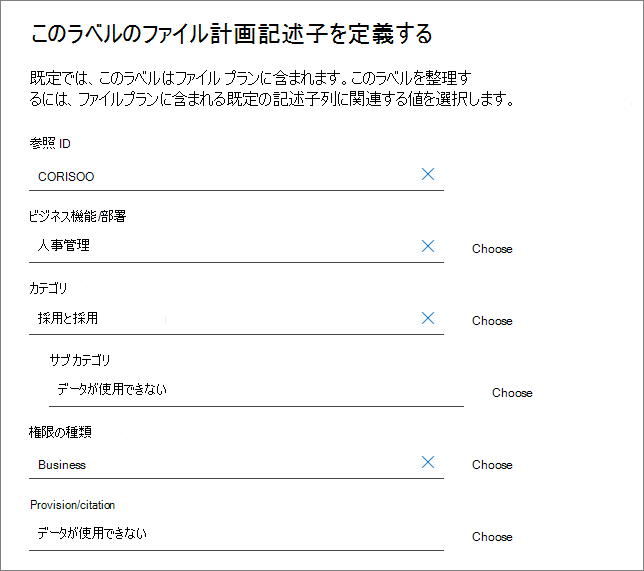 このラベルのファイル計画記述子を定義する
既定では、このラベルはファイル プランに含まれます。このラベルを整理す
るには、ファイルプランに含まれる既定の記述子列に関連する値を選択します。
参照 ID
CORISOO
ビジネス機能/部署
人事管理
Choose
カテゴリ
採用と採用
Choose
サブカテゴリ
データが使用できない
Choose
権限の種類
Business
Choose
Provision/citation
データが使用できない
Choose